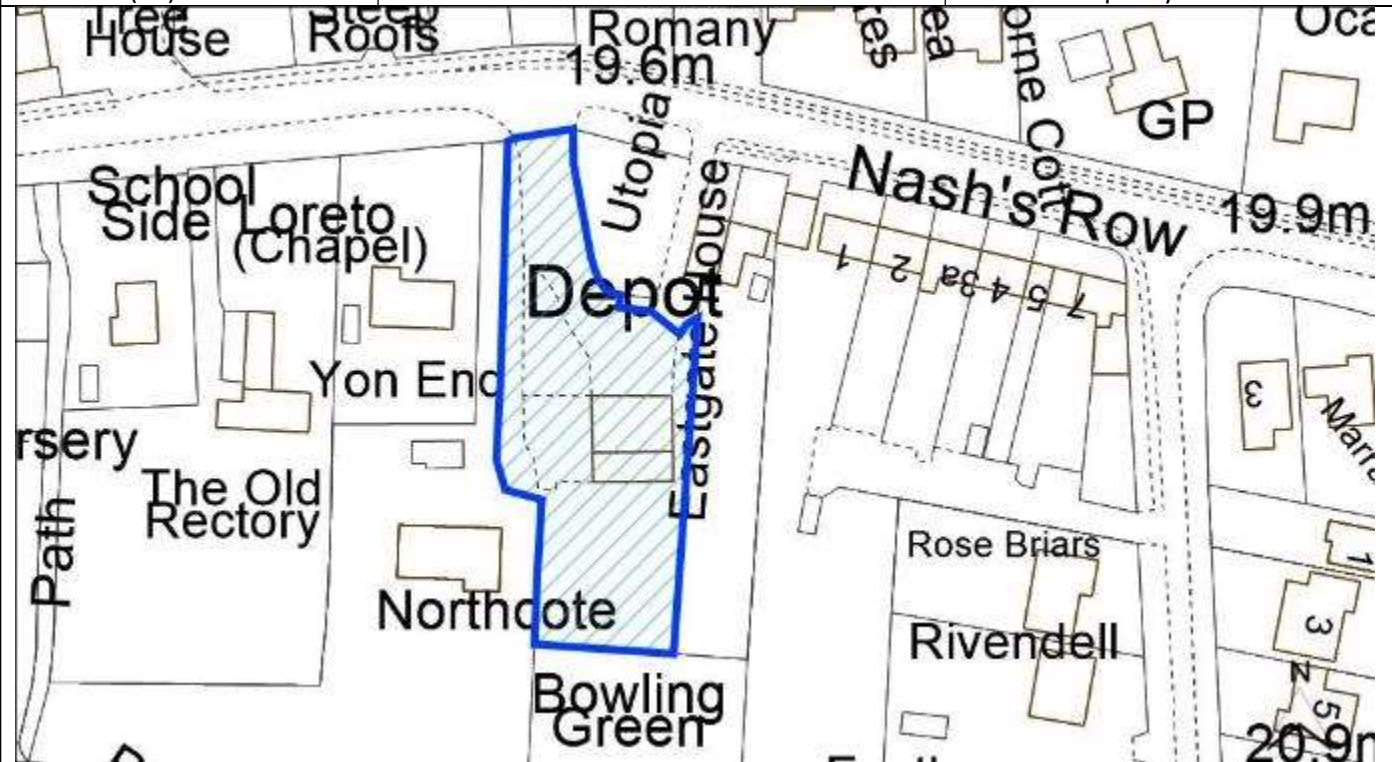 Tree
House
Steep
Roofs
Romany
19.6m
GP
Utopia
School
Side
Loreto
(Chapel)
Nash's Row
19.9m
Depot
Eastgate House
1
2
3a
4
5
7
Yon End
3
The Old
Rectory
Path
Rose Briars
1
Northcote
Rivendell
3
Bowling
Green
5